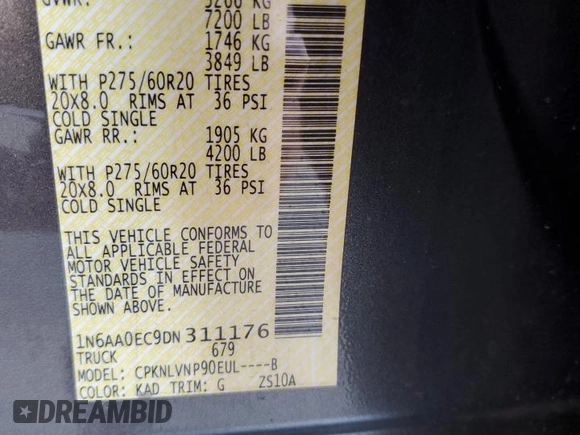 GVWR: 3266 KG
7200 LB
GAWR FR.: 1746 KG
3849 LB
WITH P275/60R20 TIRES
20X8.0 RIMS AT 36 PSI
COLD SINGLE
GAWR RR.: 1905 KG
4200 LB
WITH P275/60R20 TIRES
20X8.0 RIMS AT 36 PSI
COLD SINGLE
THIS VEHICLE CONFORMS TO
ALL APPLICABLE FEDERAL
MOTOR VEHICLE SAFETY
STANDARDS IN EFFECT ON
THE DATE OF MANUFACTURE
SHOWN ABOVE.
1N6AA0EC9DN311176
TRUCK 679
MODEL: CPKNLVNP90EUL----B
COLOR: KAD TRIM: G ZS10A
DREAMBID